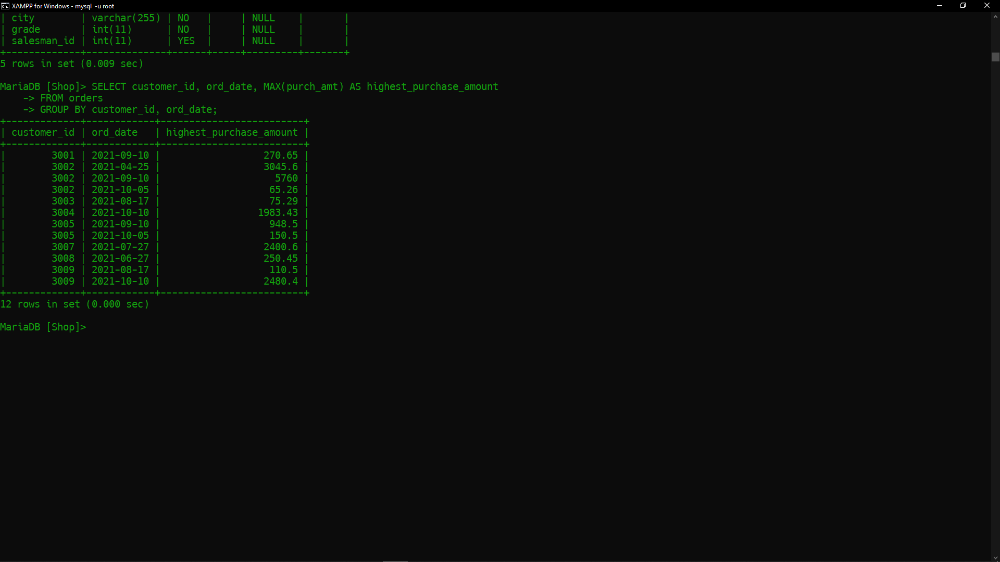 XAMPP for Windows - mysql -u root
| city        | varchar(255) | NO   |     | NULL    |       |
| grade       | int(11)      | NO   |     | NULL    |       |
| salesman_id | int(11)      | YES  |     | NULL    |       |
+-------------+--------------+------+-----+---------+-------+
5 rows in set (0.009 sec)
MariaDB [Shop]> SELECT customer_id, ord_date, MAX(purch_amt) AS highest_purchase_amount
    -> FROM orders
    -> GROUP BY customer_id, ord_date;
+-------------+------------+-------------------------+
| customer_id | ord_date   | highest_purchase_amount |
+-------------+------------+-------------------------+
|        3001 | 2021-09-10 |                  270.65 |
|        3002 | 2021-04-25 |                  3045.6 |
|        3002 | 2021-09-10 |                    5760 |
|        3002 | 2021-10-05 |                   65.26 |
|        3003 | 2021-08-17 |                   75.29 |
|        3004 | 2021-10-10 |                 1983.43 |
|        3005 | 2021-09-10 |                   948.5 |
|        3005 | 2021-10-05 |                   150.5 |
|        3007 | 2021-07-27 |                  2400.6 |
|        3008 | 2021-06-27 |                  250.45 |
|        3009 | 2021-08-17 |                   110.5 |
|        3009 | 2021-10-10 |                  2480.4 |
+-------------+------------+-------------------------+
12 rows in set (0.000 sec)
MariaDB [Shop]>